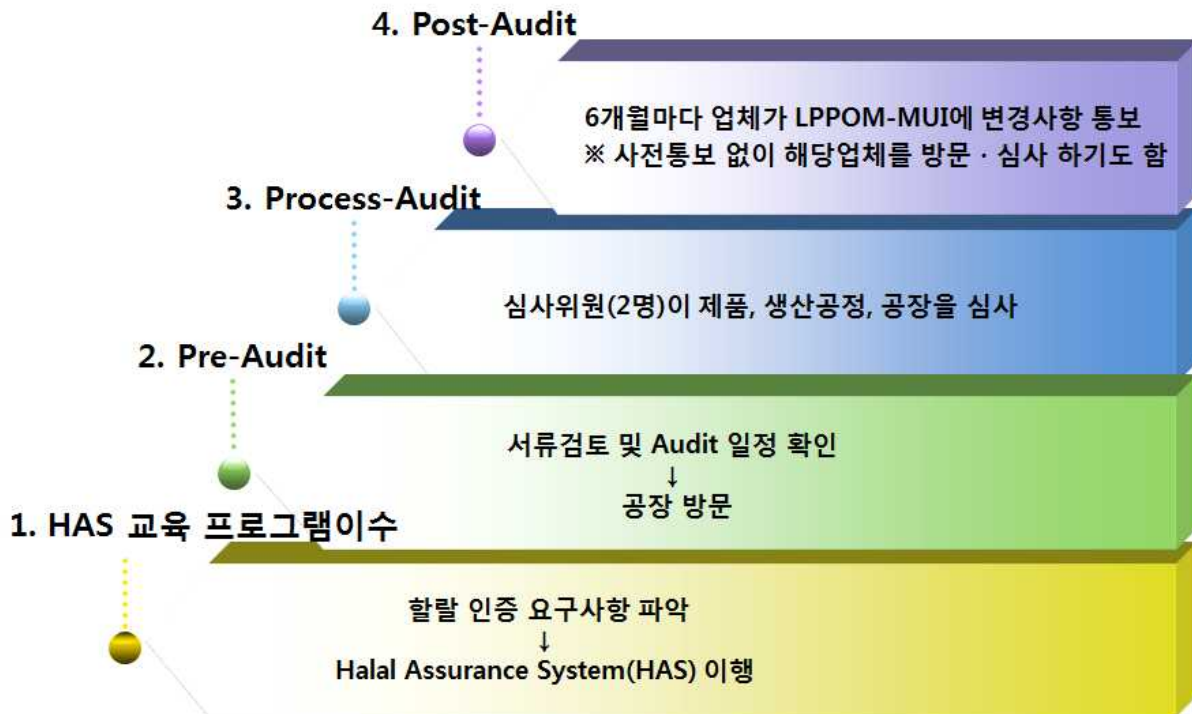 4. Post-Audit
6개월마다 업체가 LPPOM-MUI에 변경사항 통보
※ 사전통보 없이 해당업체를 방문 · 심사 하기도 함
3. Process-Audit
심사위원(2명)이 제품, 생산공정, 공장을 심사
2. Pre-Audit
서류검토 및 Audit 일정 확인
↓
공장 방문
1. HAS 교육 프로그램이수
할랄 인증 요구사항 파악
↓
Halal Assurance System(HAS) 이행